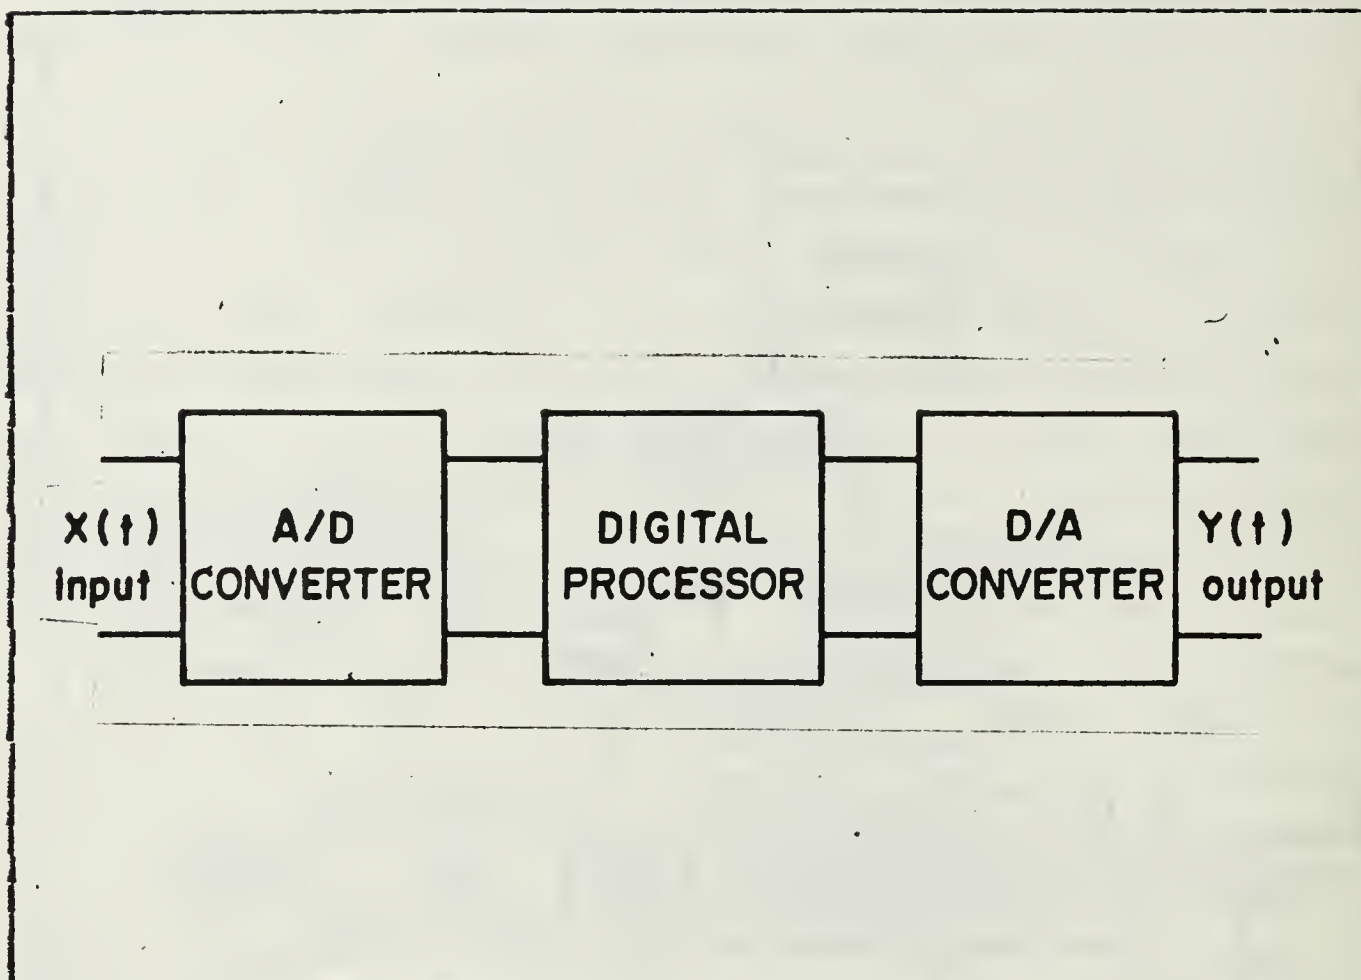 X(t)
input
A/D
CONVERTER
DIGITAL
PROCESSOR
D/A
CONVERTER
Y(t)
output